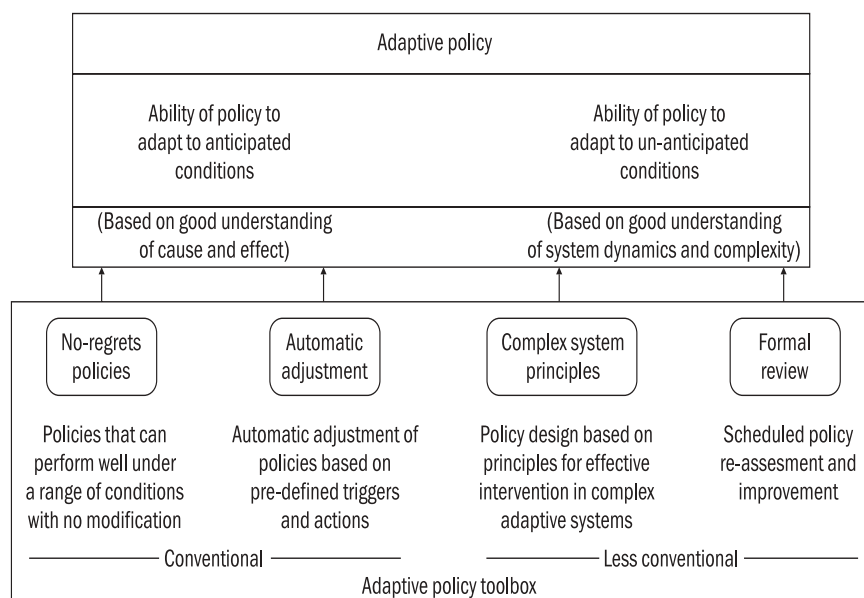 Adaptive policy
Ability of policy to
adapt to anticipated
conditions
Ability of policy to
adapt to un-anticipated
conditions
(Based on good understanding
of cause and effect)
(Based on good understanding
of system dynamics and complexity)
No-regrets
policies
Automatic
adjustment
Complex system
principles
Formal
review
Policies that can
perform well under
a range of conditions
with no modification
Automatic adjustment of
policies based on
pre-defined triggers
and actions
Policy design based on
principles for effective
intervention in complex
adaptive systems
Scheduled policy
re-assesment and
improvement
Conventional
Less conventional
Adaptive policy toolbox